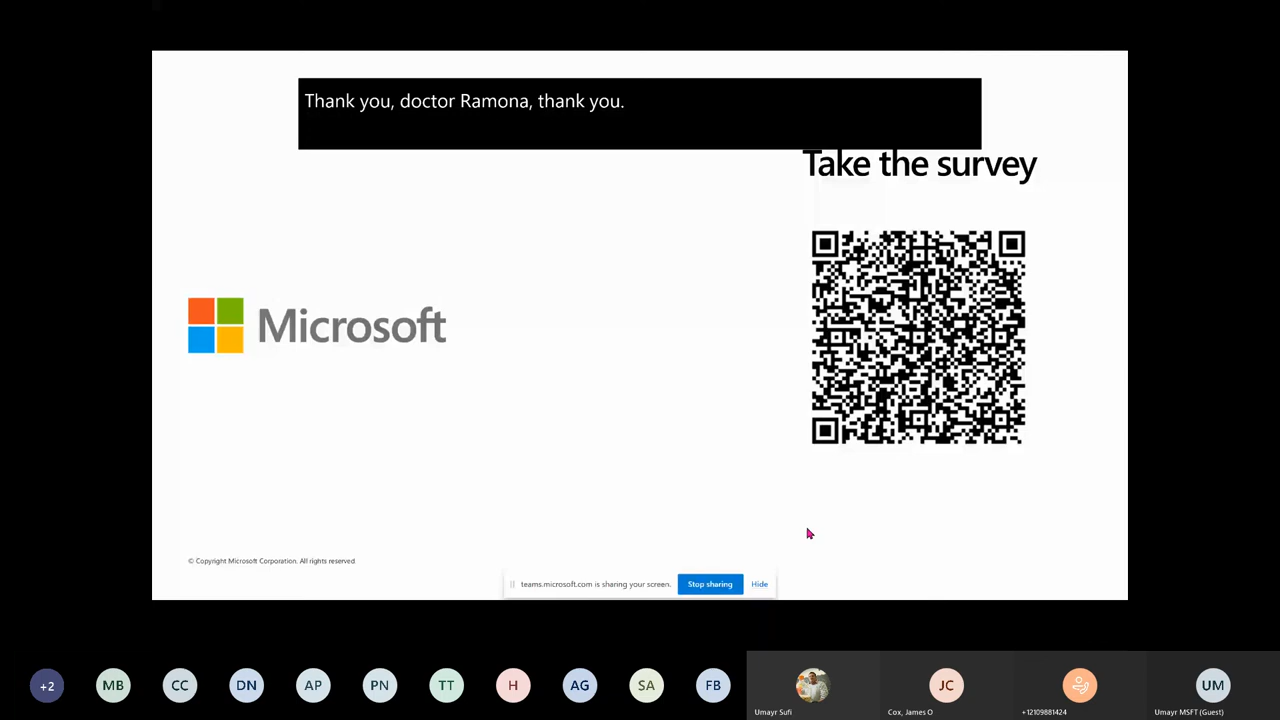 Thank you, doctor Ramona, thank you.
Take the survey
Microsoft
© Copyright Microsoft Corporation. All rights reserved.
teams.microsoft.com is sharing your screen. Stop sharing Hide
+2 MB CC DN AP PN TT H AG SA FB JC UM
Umayr Sufi Cox, James O +12109881424 Umayr MSFT (Guest)